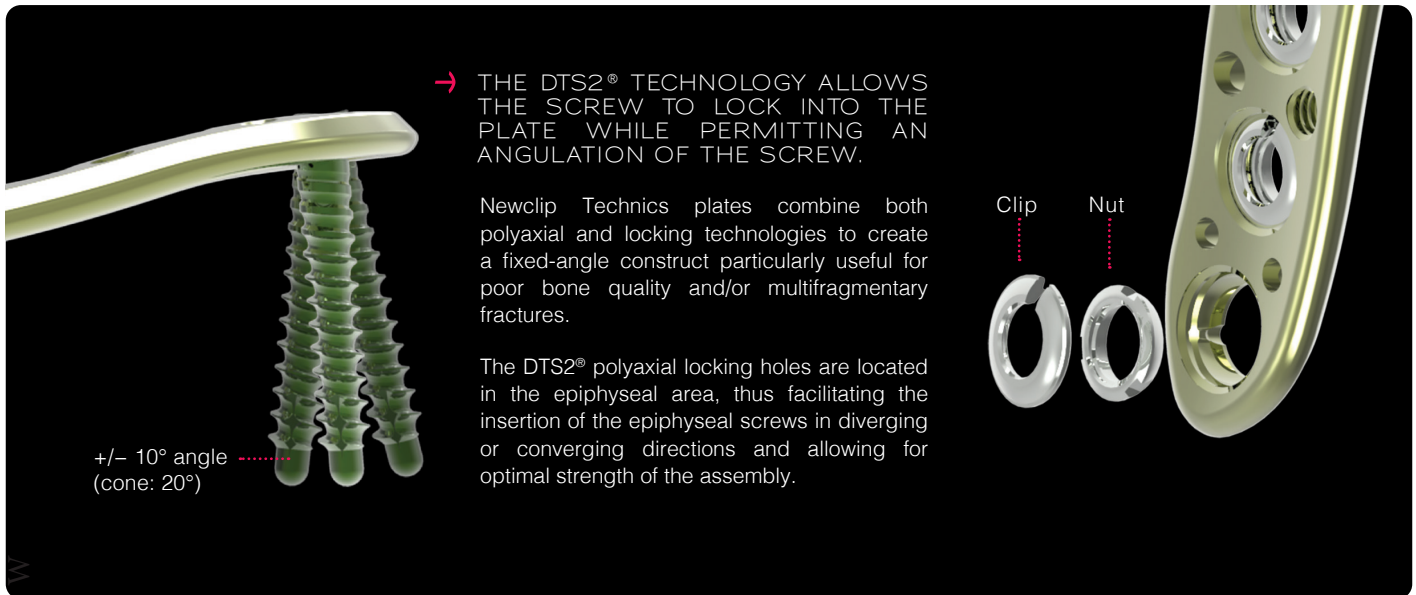 THE DTS2® TECHNOLOGY ALLOWS
THE SCREW TO LOCK INTO THE
PLATE WHILE PERMITTING AN
ANGULATION OF THE SCREW.
Newclip Technics plates combine both
polyaxial and locking technologies to create
a fixed-angle construct particularly useful for
poor bone quality and/or multifragmentary
fractures.
The DTS2® polyaxial locking holes are located
in the epiphyseal area, thus facilitating the
insertion of the epiphyseal screws in diverging
or converging directions and allowing for
optimal strength of the assembly.
+/– 10° angle
(cone: 20°)
Clip
Nut